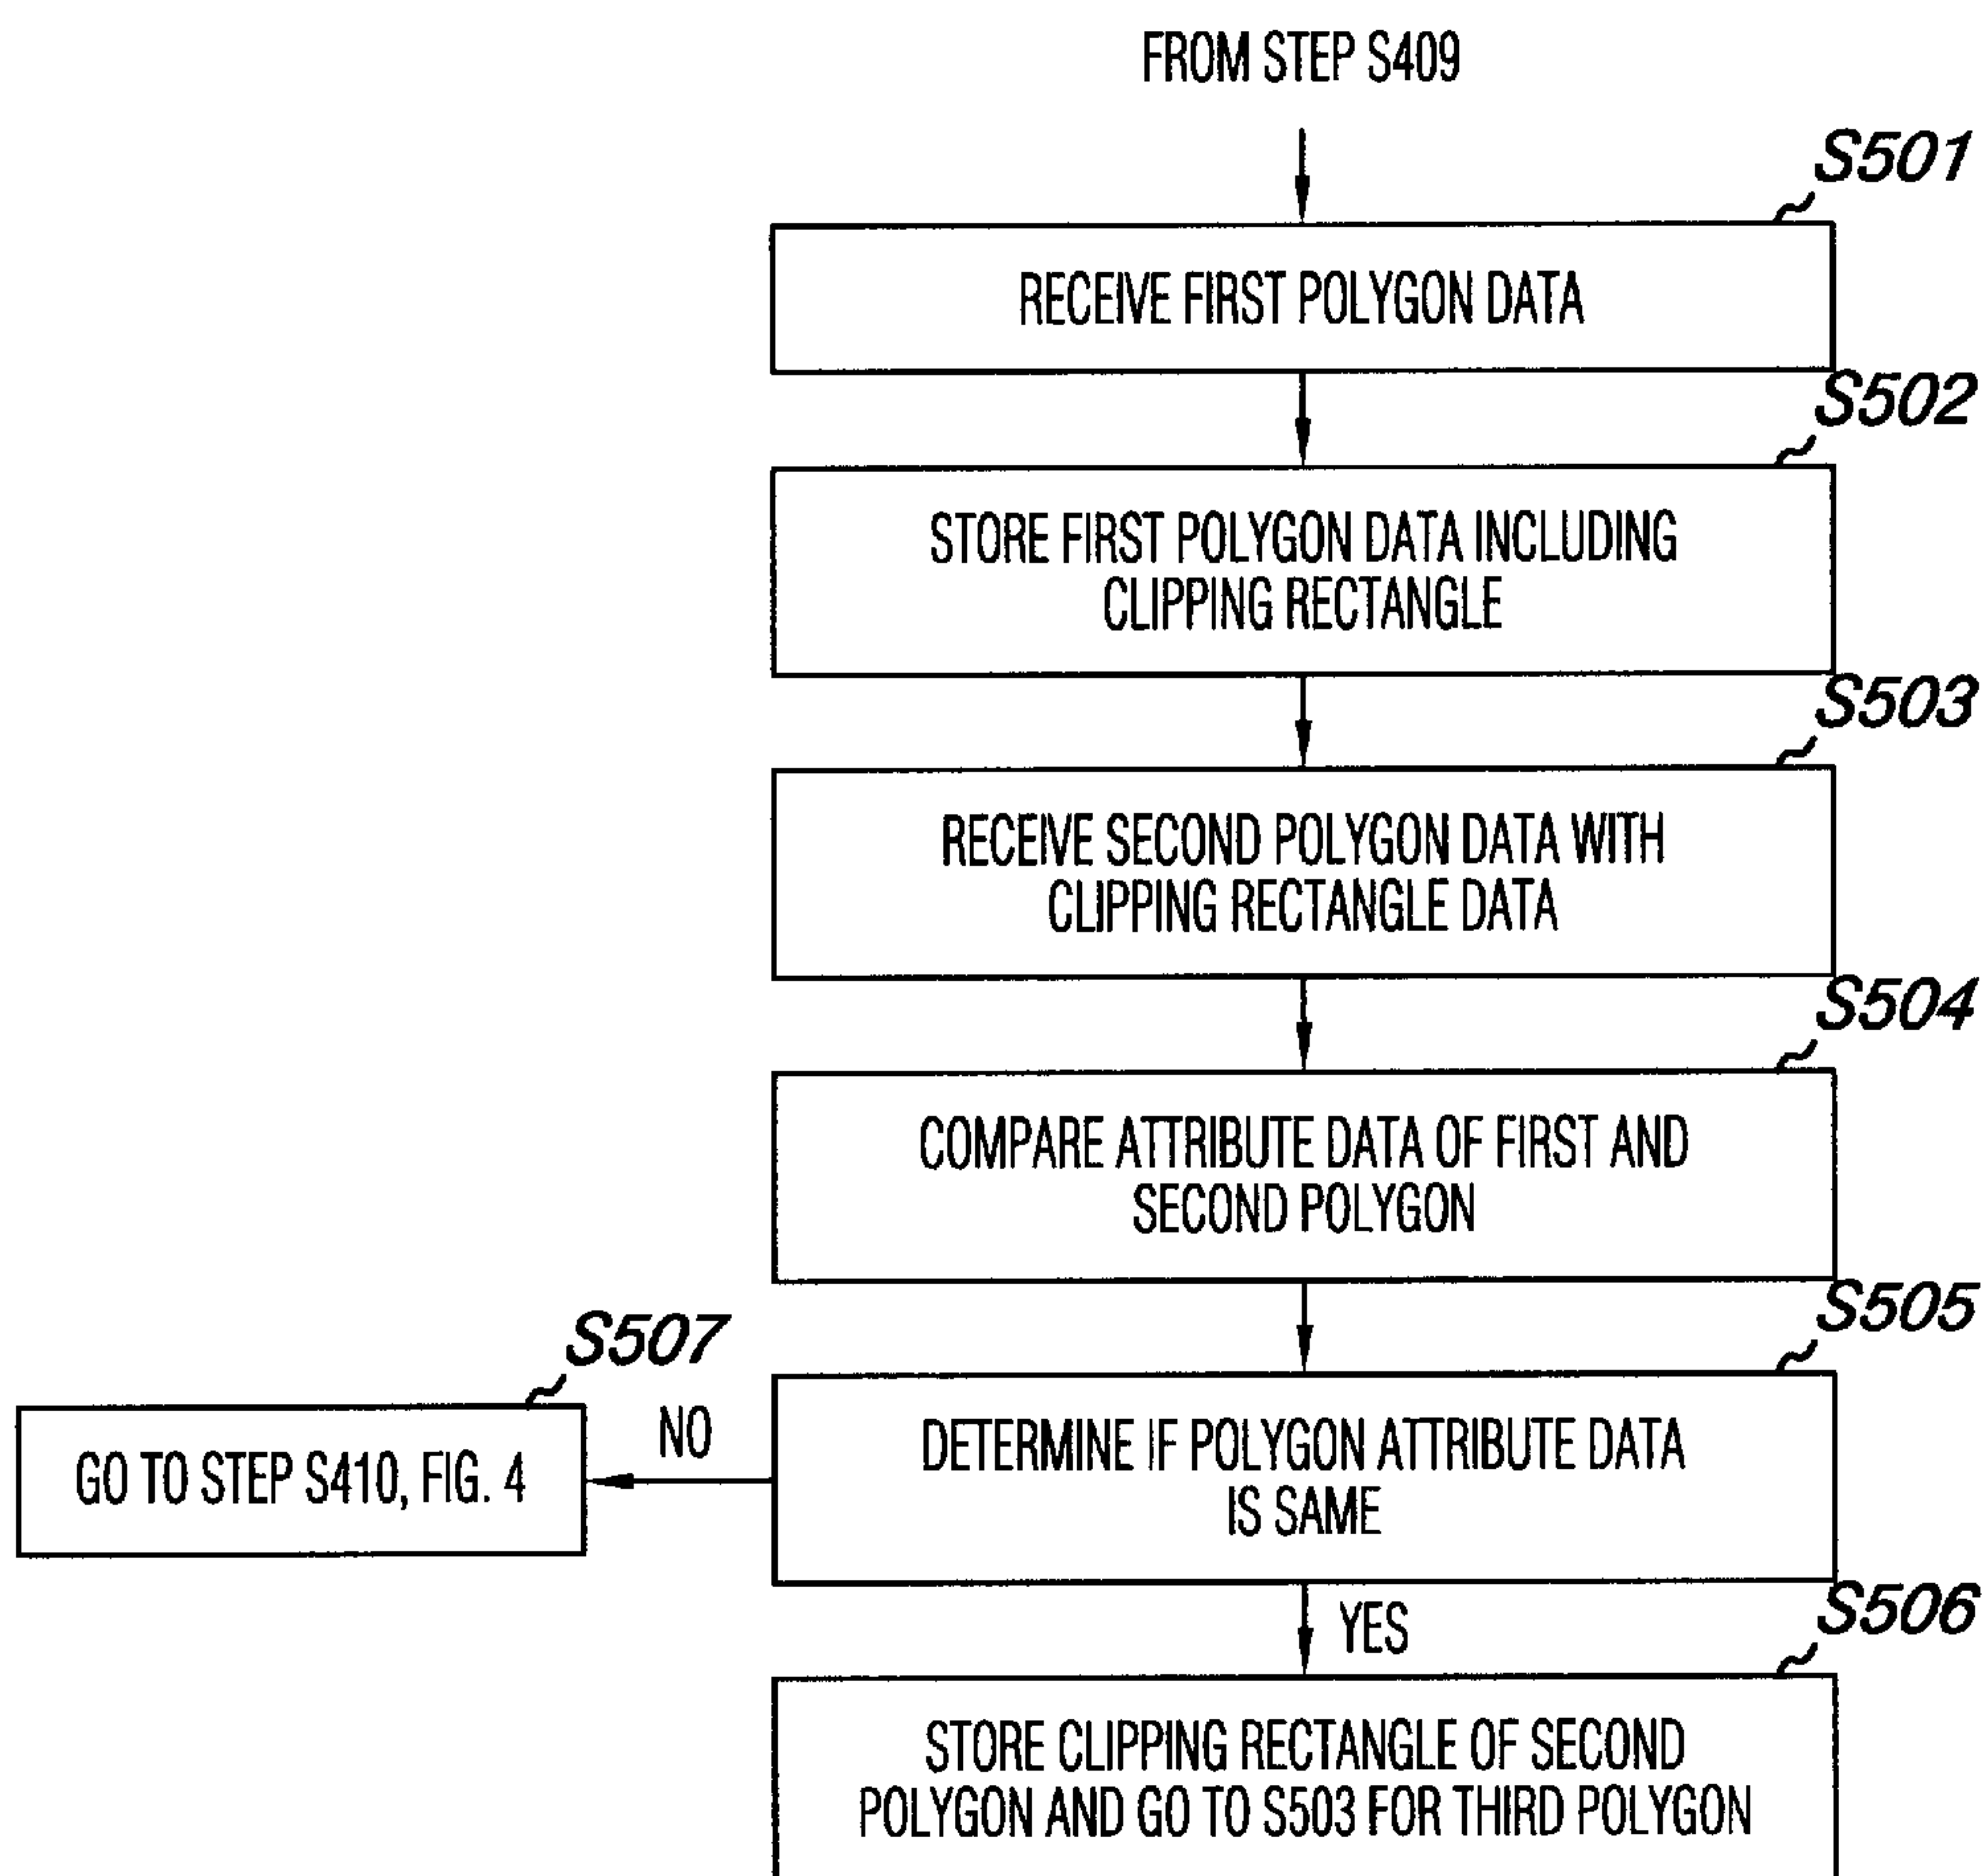 FROM STEP S409
S501
RECEIVE FIRST POLYGON DATA
S502
STORE FIRST POLYGON DATA INCLUDING
CLIPPING RECTANGLE
S503
RECEIVE SECOND POLYGON DATA WITH
CLIPPING RECTANGLE DATA
S504
COMPARE ATTRIBUTE DATA OF FIRST AND
SECOND POLYGON
S505
DETERMINE IF POLYGON ATTRIBUTE DATA
IS SAME
NO
S507
GO TO STEP S410, FIG. 4
YES
S506
STORE CLIPPING RECTANGLE OF SECOND
POLYGON AND GO TO S503 FOR THIRD POLYGON